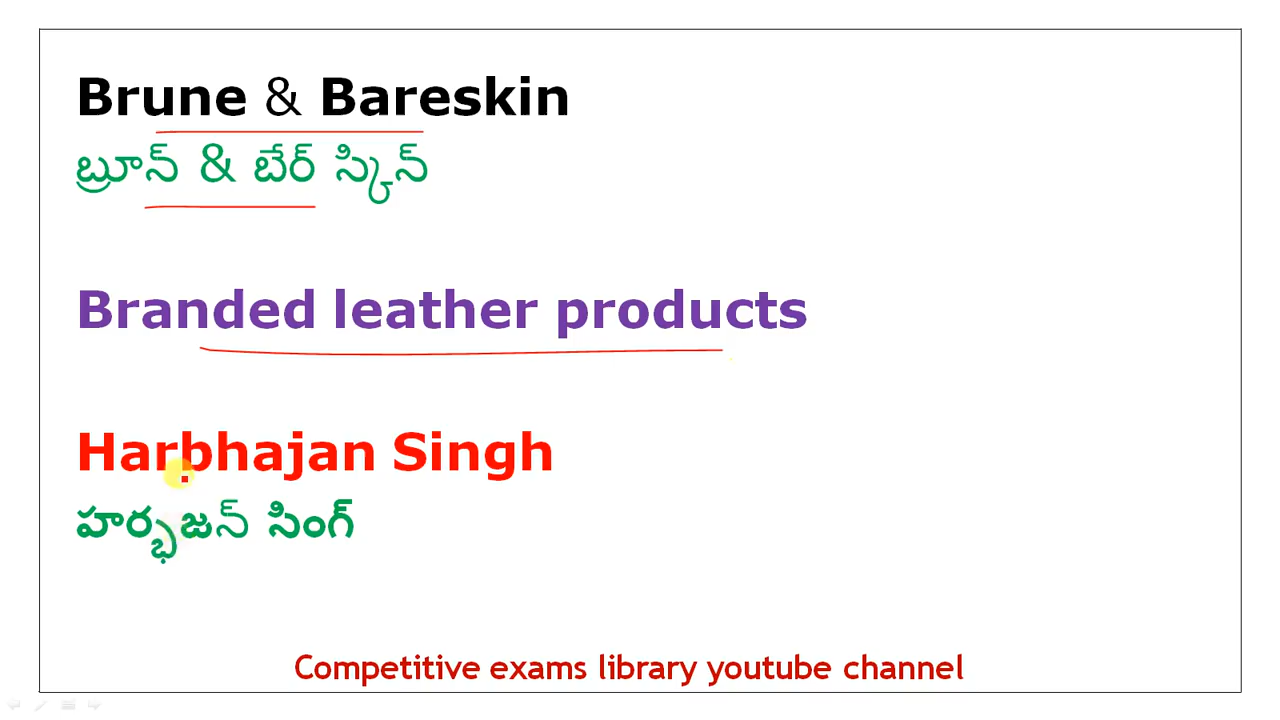 Brune & Bareskin
బ్రూన్ & బేర్ స్కిన్
Branded leather products
Harbhajan Singh
హర్భజన్ సింగ్
Competitive exams library youtube channel